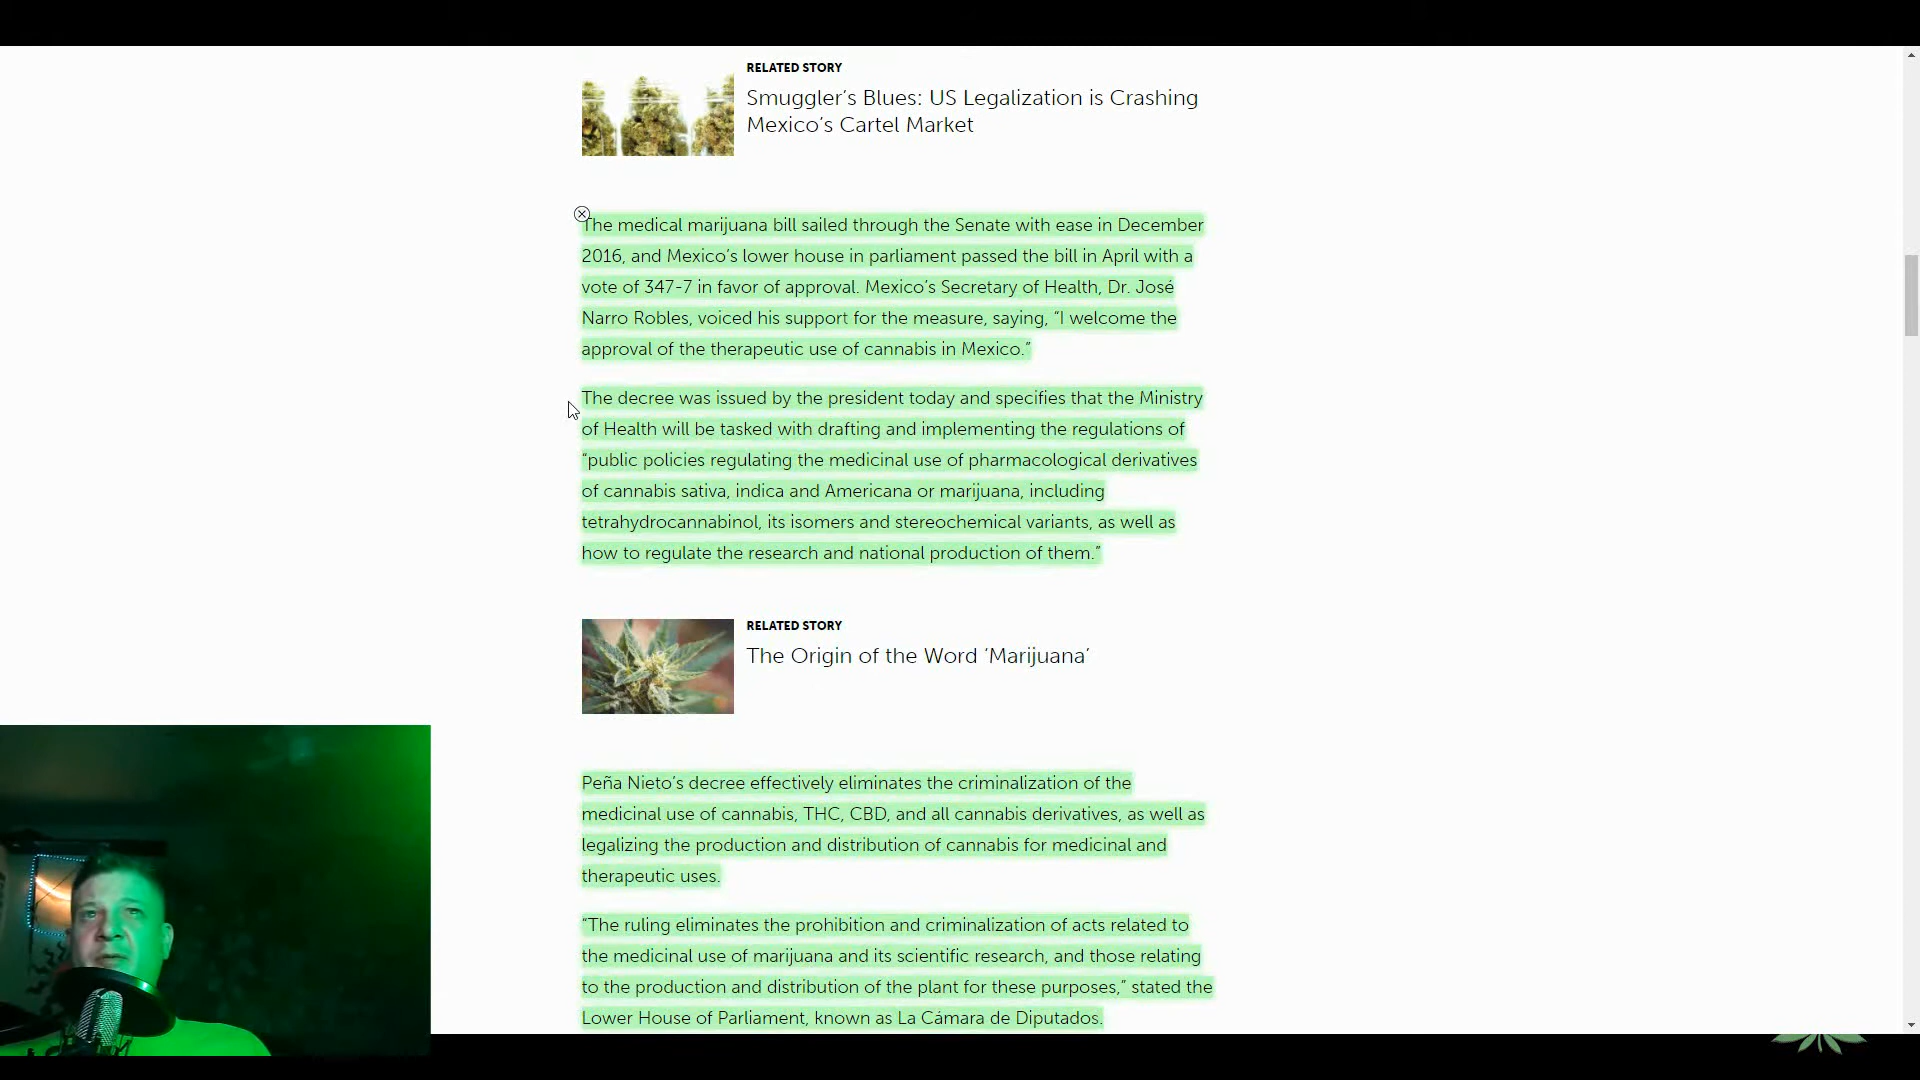 RELATED STORY
Smuggler’s Blues: US Legalization is Crashing
Mexico’s Cartel Market
The medical marijuana bill sailed through the Senate with ease in December
2016, and Mexico’s lower house in parliament passed the bill in April with a
vote of 347-7 in favor of approval. Mexico’s Secretary of Health, Dr. José
Narro Robles, voiced his support for the measure, saying, “I welcome the
approval of the therapeutic use of cannabis in Mexico.”
The decree was issued by the president today and specifies that the Ministry
of Health will be tasked with drafting and implementing the regulations of
“public policies regulating the medicinal use of pharmacological derivatives
of cannabis sativa, indica and Americana or marijuana, including
tetrahydrocannabinol, its isomers and stereochemical variants, as well as
how to regulate the research and national production of them.”
RELATED STORY
The Origin of the Word ‘Marijuana’
Peña Nieto’s decree effectively eliminates the criminalization of the
medicinal use of cannabis, THC, CBD, and all cannabis derivatives, as well as
legalizing the production and distribution of cannabis for medicinal and
therapeutic uses.
“The ruling eliminates the prohibition and criminalization of acts related to
the medicinal use of marijuana and its scientific research, and those relating
to the production and distribution of the plant for these purposes,” stated the
Lower House of Parliament, known as La Cámara de Diputados.